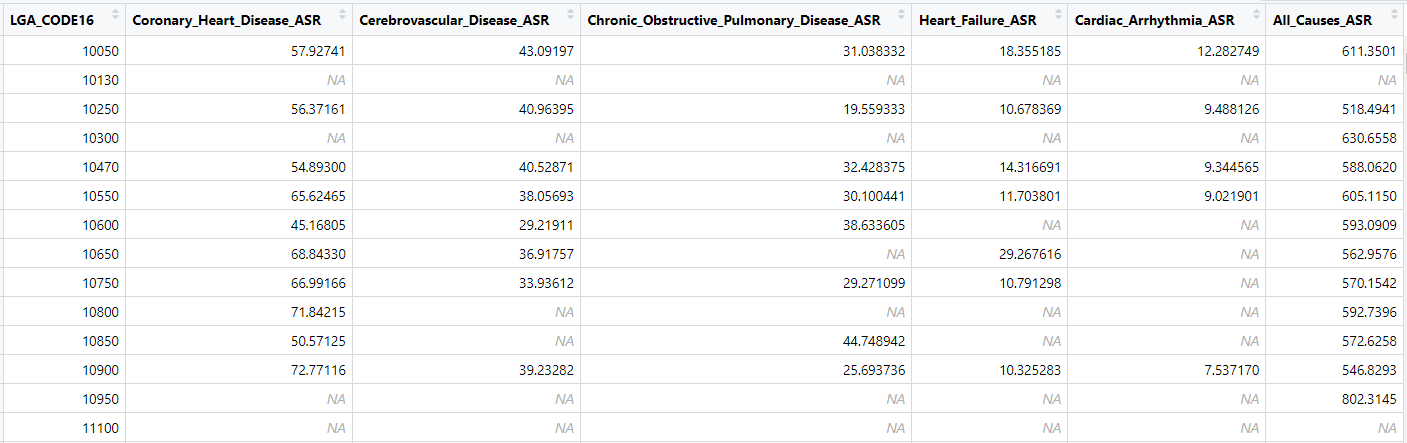 LGA_CODE16 Coronary_Heart_Disease_ASR Cerebrovascular_Disease_ASR Chronic_Obstructive_Pulmonary_Disease_ASR Heart_Failure_ASR Cardiac_Arrhythmia_ASR All_Causes_ASR
10050 57.92741 43.09197 31.038332 18.355185 12.282749 611.3501
10130 NA NA NA NA NA NA
10250 56.37161 40.96395 19.559333 10.678369 9.488126 518.4941
10300 NA NA NA NA NA 630.6558
10470 54.89300 40.52871 32.428375 14.316691 9.344565 588.0620
10550 65.62465 38.05693 30.100441 11.703801 9.021901 605.1150
10600 45.16805 29.21911 38.633605 NA NA 593.0909
10650 68.84330 36.91757 NA 29.267616 NA 562.9576
10750 66.99166 33.93612 29.271099 10.791298 NA 570.1542
10800 71.84215 NA NA NA NA 592.7396
10850 50.57125 NA 44.748942 NA NA 572.6258
10900 72.77116 39.23282 25.693736 10.325283 7.537170 546.8293
10950 NA NA NA NA NA 802.3145
11100 NA NA NA NA NA NA